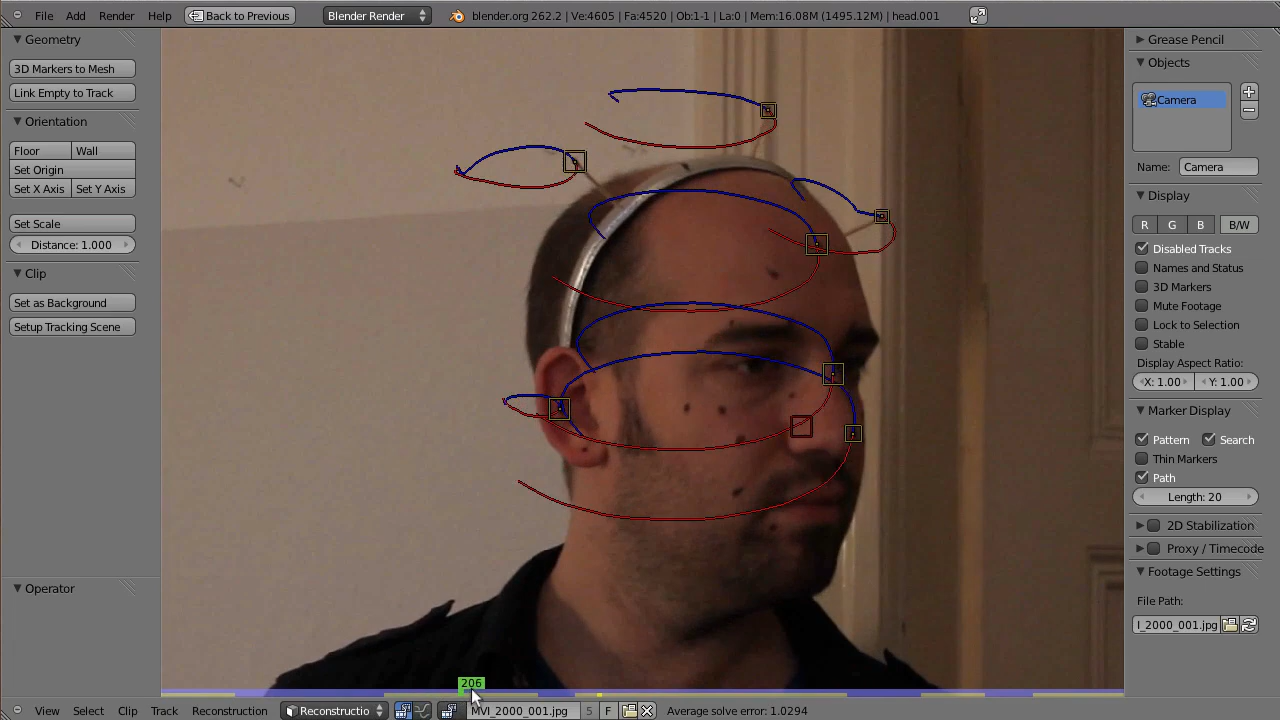 File Add Render Help Back to Previous Blender Render blender.org 262.2 | Ve:4605 | Fa:4520 | Ob:1-1 | La:0 | Mem:16.08M (1495.12M) | head.001
Geometry
3D Markers to Mesh
Link Empty to Track
Orientation
Floor Wall
Set Origin
Set X Axis Set Y Axis
Set Scale
Distance: 1.000
Clip
Set as Background
Setup Tracking Scene
Operator
Grease Pencil
Objects
Camera
Name: Camera
Display
R G B B/W
Disabled Tracks
Names and Status
3D Markers
Mute Footage
Lock to Selection
Stable
Display Aspect Ratio:
X: 1.00 Y: 1.00
Marker Display
Pattern Search
Thin Markers
Path
Length: 20
2D Stabilization
Proxy / Timecode
Footage Settings
File Path:
I_2000_001.jpg
206
View Select Clip Track Reconstruction Reconstructio MVI_2000_001.jpg 5 F Average solve error: 1.0294